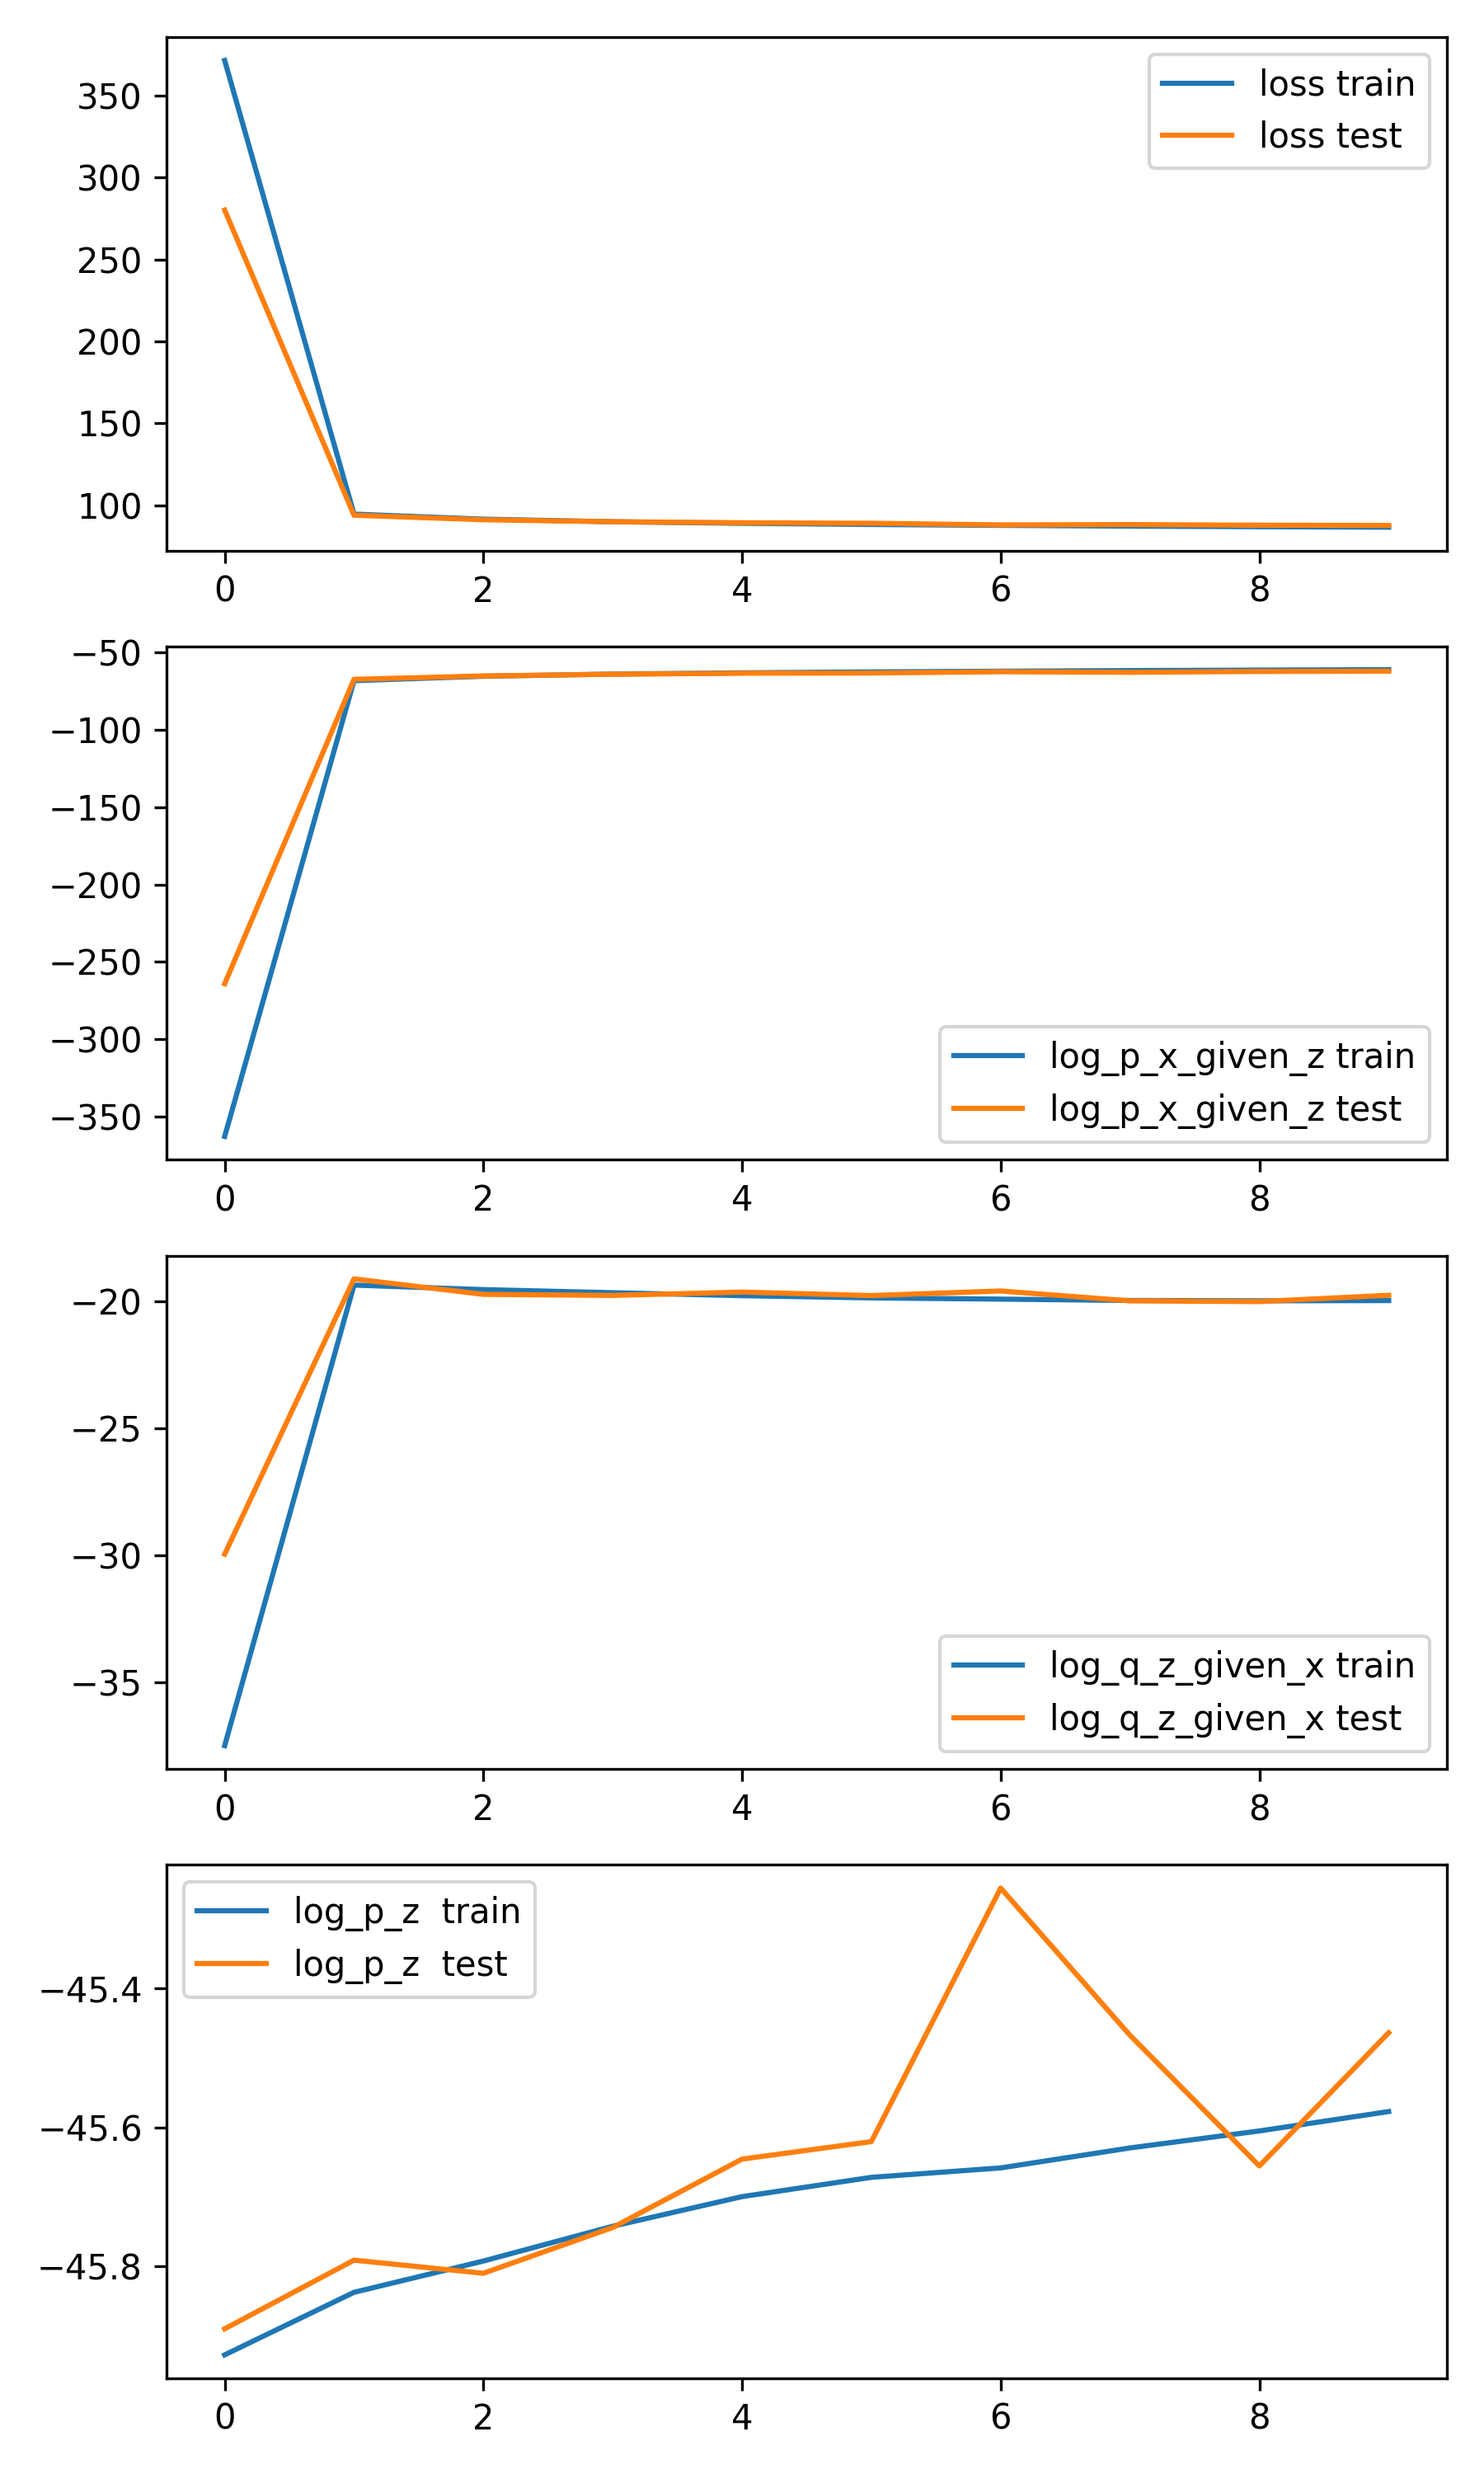 350
300
250
200
150
100
loss train
loss test
0 2 4 6 8
−50
−100
−150
−200
−250
−300
−350
log_p_x_given_z train
log_p_x_given_z test
0 2 4 6 8
−20
−25
−30
−35
log_q_z_given_x train
log_q_z_given_x test
0 2 4 6 8
log_p_z  train
log_p_z  test
−45.4
−45.6
−45.8
0 2 4 6 8